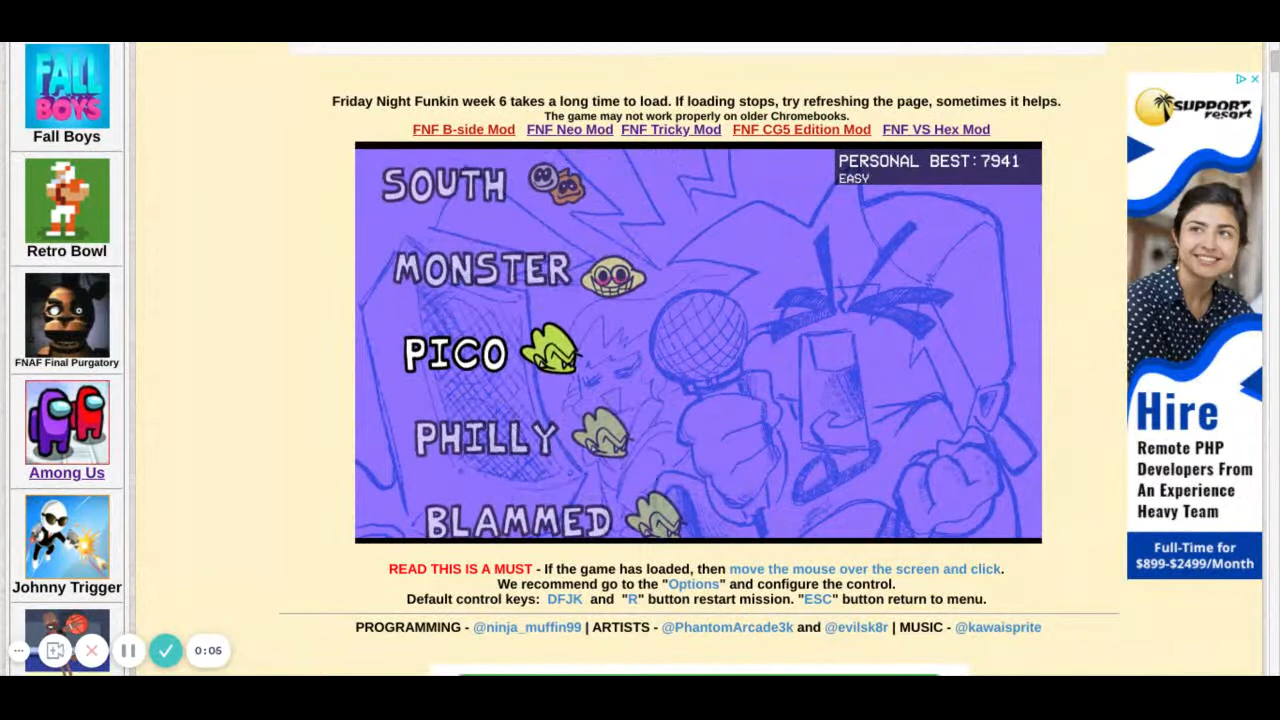 FALL
BOYS
Fall Boys
Retro Bowl
FNAF Final Purgatory
Among Us
Johnny Trigger
Friday Night Funkin week 6 takes a long time to load. If loading stops, try refreshing the page, sometimes it helps.
The game may not work properly on older Chromebooks.
FNF B-side Mod FNF Neo Mod FNF Tricky Mod FNF CG5 Edition Mod FNF VS Hex Mod
PERSONAL BEST: 7941
EASY
SOUTH
MONSTER
PICO
PHILLY
BLAMMED
READ THIS IS A MUST - If the game has loaded, then move the mouse over the screen and click.
We recommend go to the "Options" and configure the control.
Default control keys: DFJK and "R" button restart mission. "ESC" button return to menu.
PROGRAMMING - @ninja_muffin99 | ARTISTS - @PhantomArcade3k and @evilsk8r | MUSIC - @kawaisprite
SUPPORT
resort
Hire
Remote PHP
Developers From
An Experience
Heavy Team
Full-Time for
$899-$2499/Month
0:05